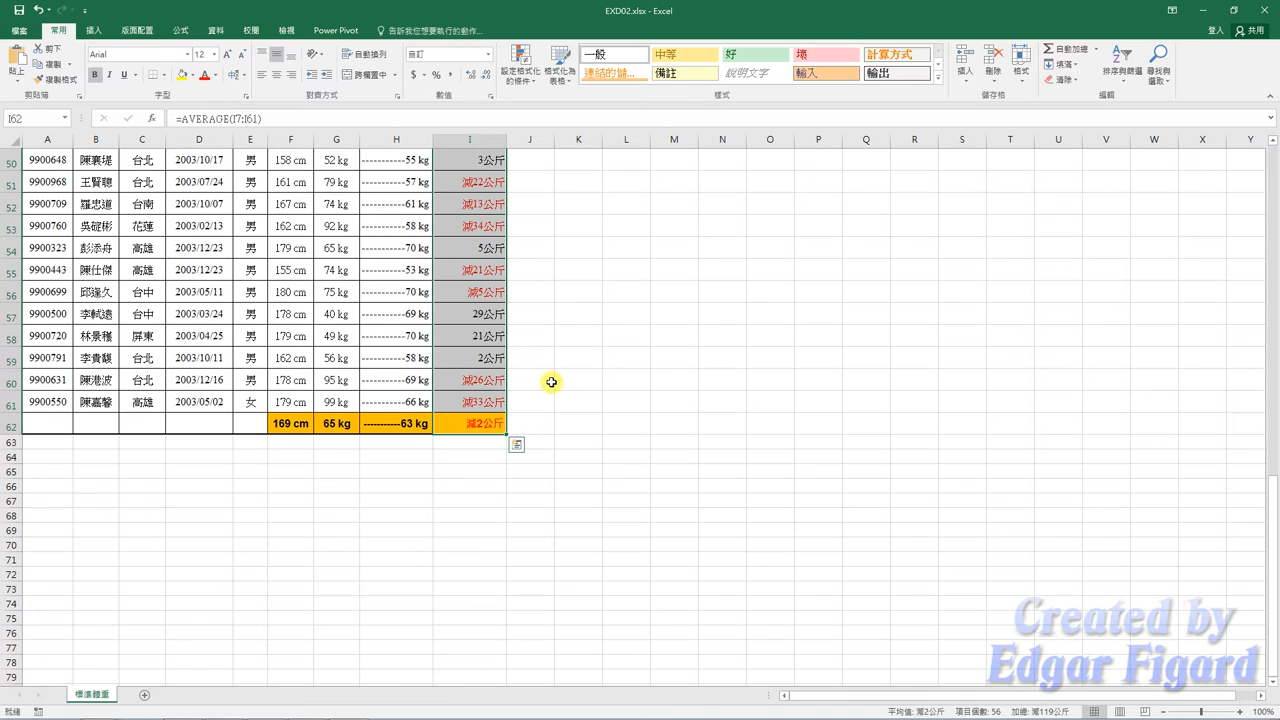 EXD02.xlsx - Excel
檔案 常用 插入 版面配置 公式 資料 校閱 檢視 Power Pivot 告訴我您想要執行的動作... 登入 共用
貼上 剪下 複製 複製格式 剪貼簿
Arial 12 B I U 字型
自動換列 跨欄置中 對齊方式
自訂 $ % , 數值
設定格式化的條件 格式化為表格 一般 中等 好 壞 計算方式
連結的儲... 備註 說明文字 輸入 輸出 樣式
插入 刪除 格式 儲存格
自動加總 填滿 清除 排序與篩選 尋找與選取 編輯
I62 fx =AVERAGE(I7:I61)
A B C D E F G H I J K L M N O P Q R S T U V W X Y
50 9900648 陳襄堤 台北 2003/10/17 男 158 cm 52 kg -----------55 kg 3公斤
51 9900968 王賢聰 台北 2003/07/24 男 161 cm 79 kg -----------57 kg 減22公斤
52 9900709 羅忠道 台南 2003/10/07 男 167 cm 74 kg -----------61 kg 減13公斤
53 9900760 吳碇彬 花蓮 2003/02/13 男 162 cm 92 kg -----------58 kg 減34公斤
54 9900323 彭添舟 高雄 2003/12/23 男 179 cm 65 kg -----------70 kg 5公斤
55 9900443 陳仕傑 高雄 2003/12/23 男 155 cm 74 kg -----------53 kg 減21公斤
56 9900699 邱逢久 台中 2003/05/11 男 180 cm 75 kg -----------70 kg 減5公斤
57 9900500 李軾遠 台中 2003/03/24 男 178 cm 40 kg -----------69 kg 29公斤
58 9900720 林景穫 屏東 2003/04/25 男 179 cm 49 kg -----------70 kg 21公斤
59 9900791 李貴馥 台北 2003/10/11 男 162 cm 56 kg -----------58 kg 2公斤
60 9900631 陳港波 台北 2003/12/16 男 178 cm 95 kg -----------69 kg 減26公斤
61 9900550 陳嘉馨 高雄 2003/05/02 女 179 cm 99 kg -----------66 kg 減33公斤
62 169 cm 65 kg -----------63 kg 減2公斤
63
64
65
66
67
68
69
70
71
72
73
74
75
76
77
78
79
Created by
Edgar Figard
標準體重
就緒 平均值: 減2公斤 項目個數: 56 加總: 減119公斤 100%